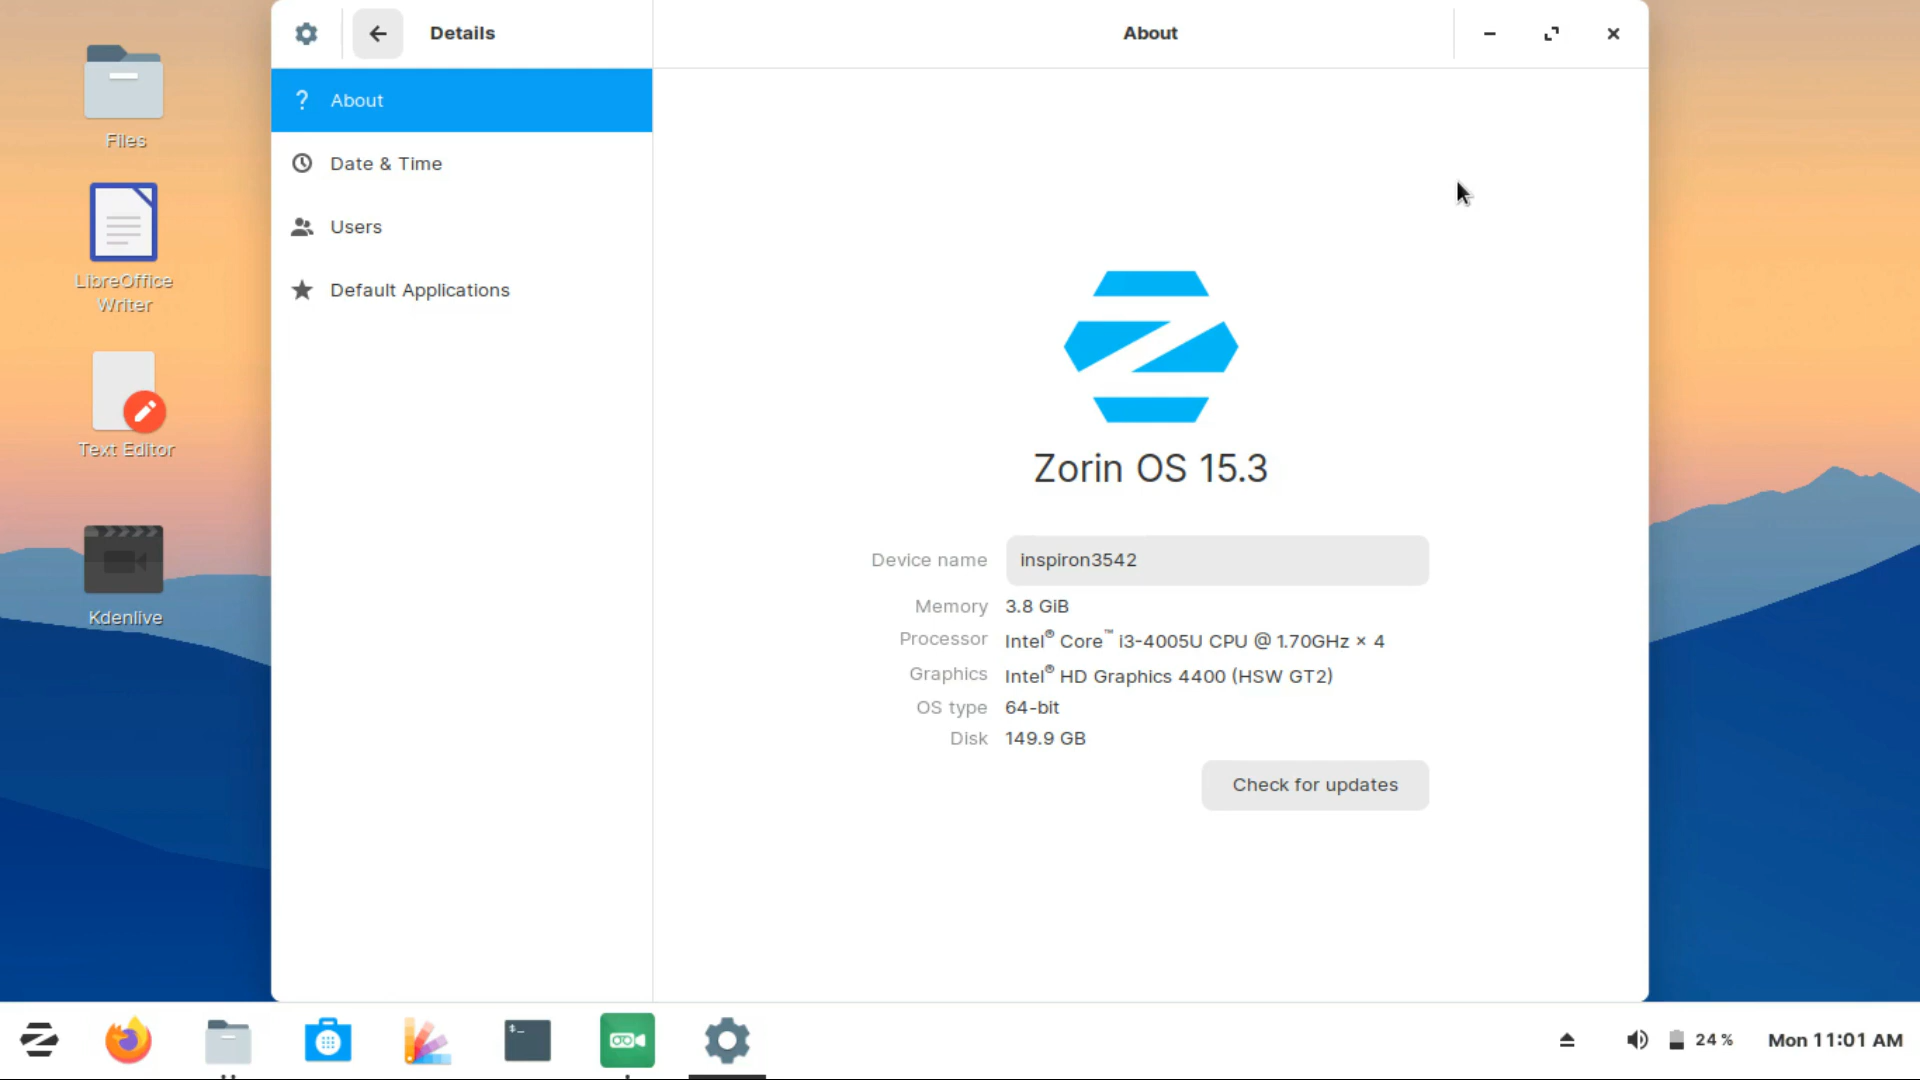 Details
About
? About
Date & Time
Users
Default Applications
Files
LibreOffice
Writer
Text Editor
Kdenlive
Zorin OS 15.3
Device name inspiron3542
Memory 3.8 GiB
Processor Intel® Core™ i3-4005U CPU @ 1.70GHz × 4
Graphics Intel® HD Graphics 4400 (HSW GT2)
OS type 64-bit
Disk 149.9 GB
Check for updates
$_
24 %
Mon 11:01 AM